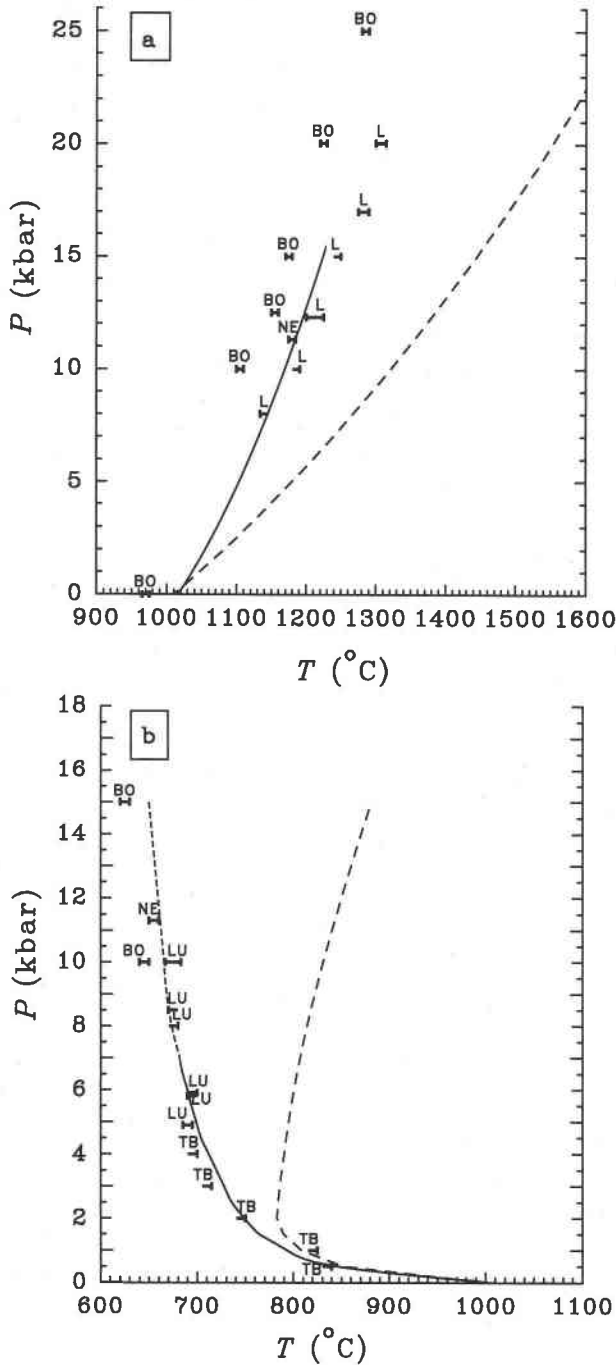 a
25
20
15
10
5
0
P (kbar)
BO
BO
L
L
BO
L
BO
L
NE
BO
L
L
BO
900 1000 1100 1200 1300 1400 1500 1600
T (°C)
b
18
16
14
12
10
8
6
4
2
0
P (kbar)
BO
NE
BO
LU
LU
LU
LU
LU
LU
TB
TB
TB
TB
TB
600 700 800 900 1000 1100
T (°C)